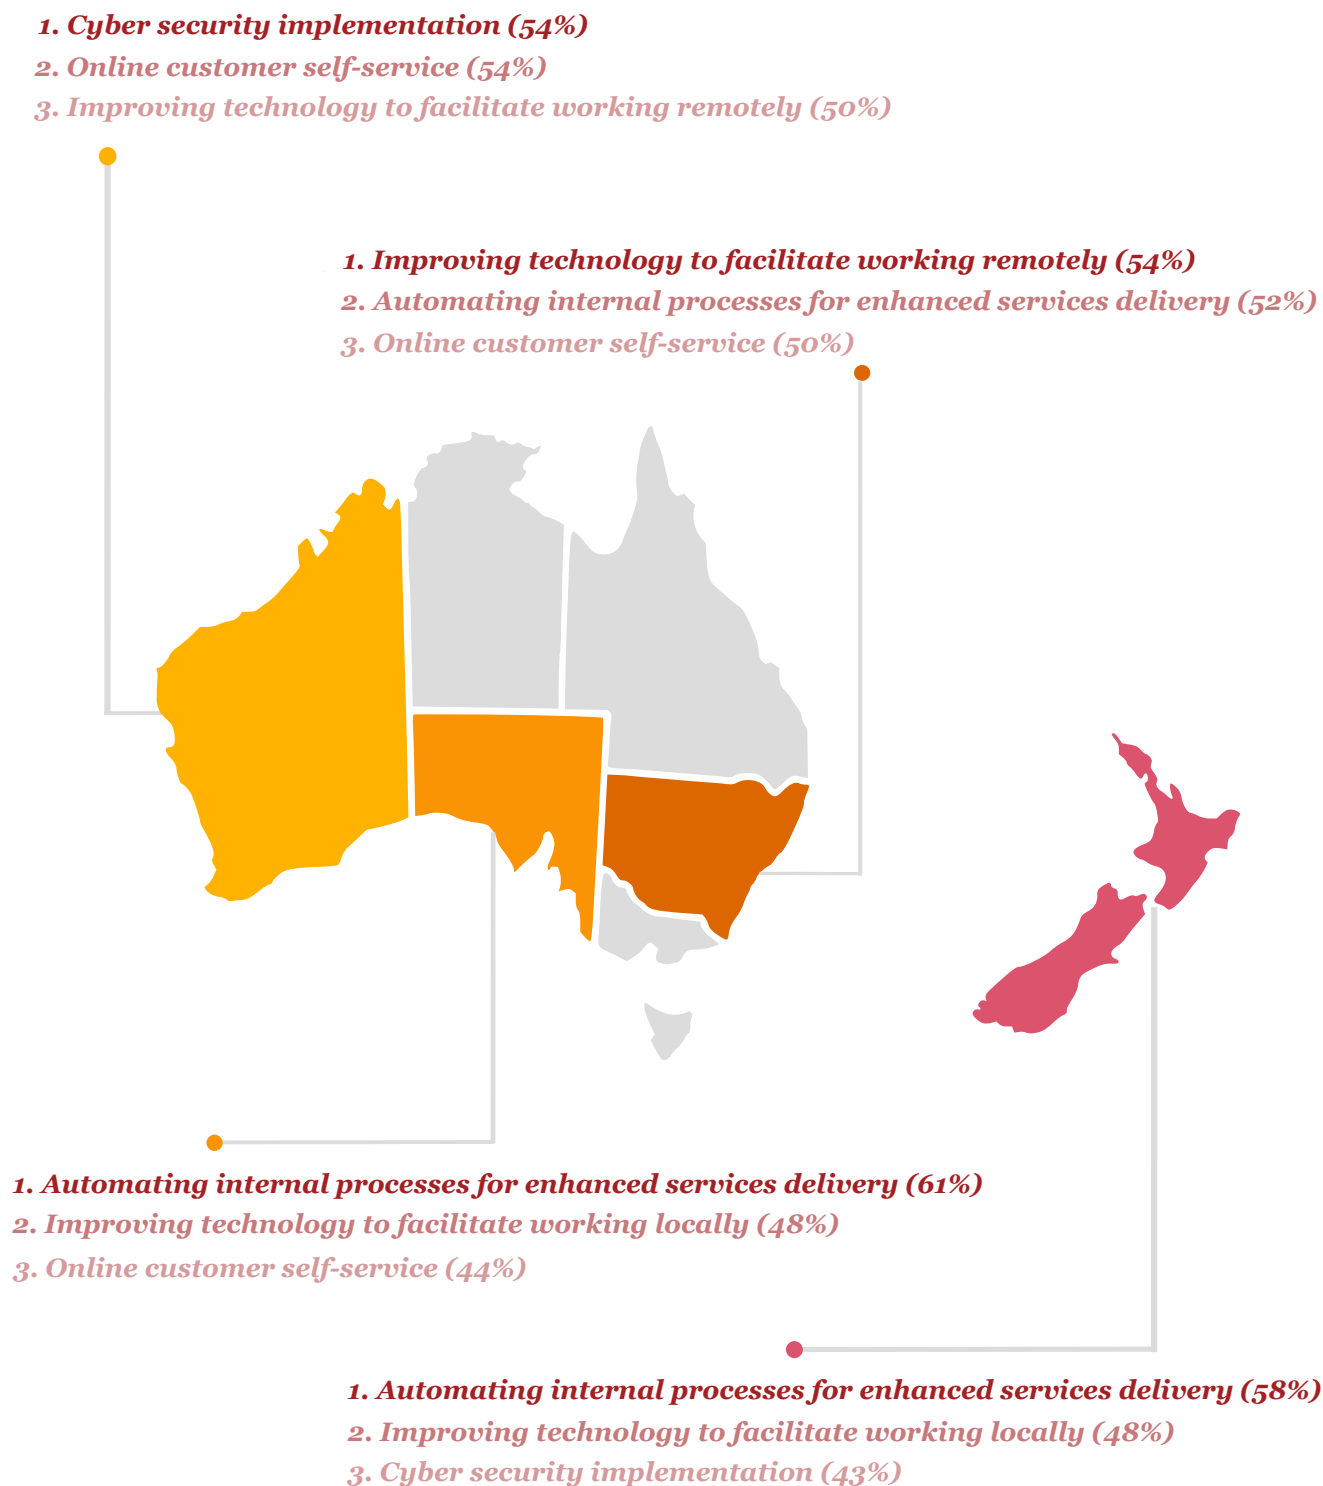 1. Cyber security implementation (54%)
2. Online customer self-service (54%)
3. Improving technology to facilitate working remotely (50%)
1. Improving technology to facilitate working remotely (54%)
2. Automating internal processes for enhanced services delivery (52%)
3. Online customer self-service (50%)
1. Automating internal processes for enhanced services delivery (61%)
2. Improving technology to facilitate working locally (48%)
3. Online customer self-service (44%)
1. Automating internal processes for enhanced services delivery (58%)
2. Improving technology to facilitate working locally (48%)
3. Cyber security implementation (43%)